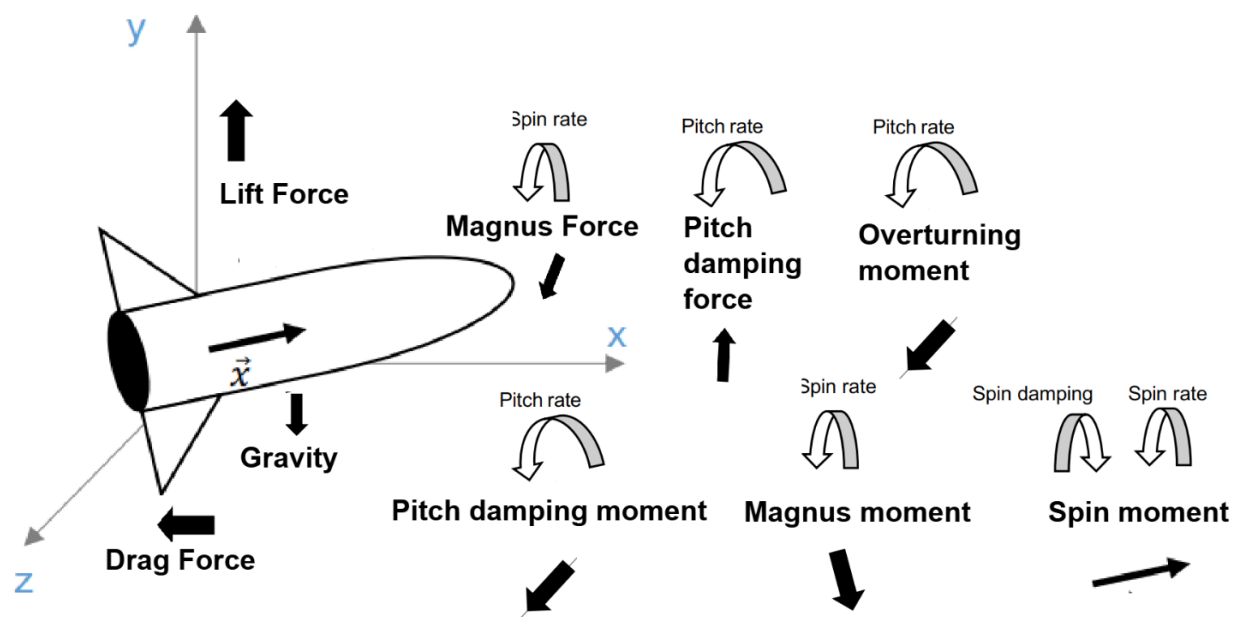 y
Lift Force
Spin rate
Magnus Force
Pitch rate
Pitch
damping
force
Pitch rate
Overturning
moment
x⃗
x
Gravity
Drag Force
z
Pitch rate
Pitch damping moment
Spin rate
Magnus moment
Spin damping
Spin rate
Spin moment